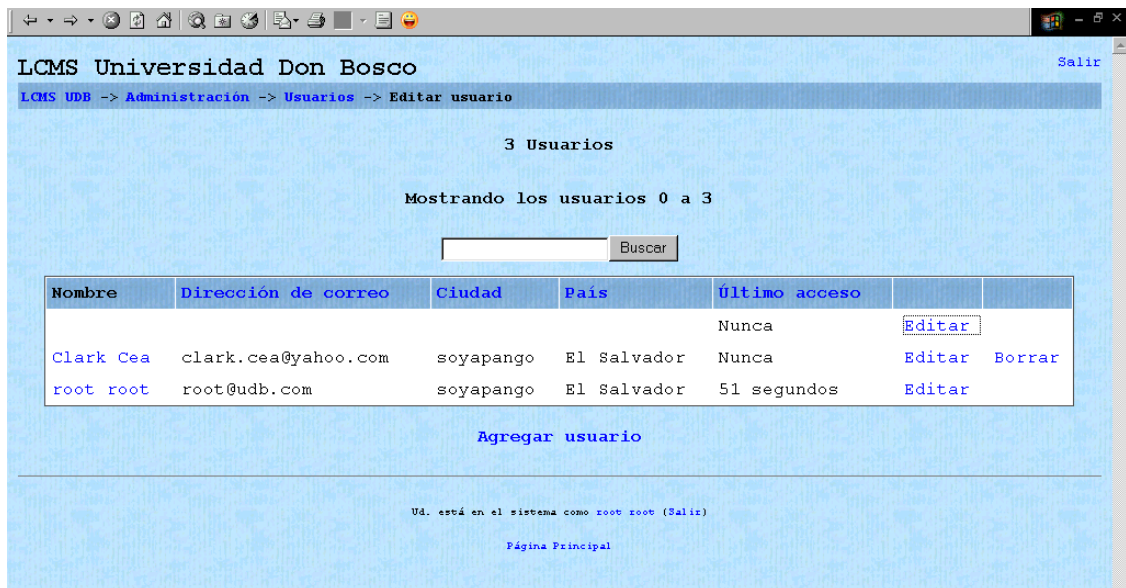 LCMS Universidad Don Bosco Salir
LCMS UDB -> Administración -> Usuarios -> Editar usuario
3 Usuarios
Mostrando los usuarios 0 a 3
Buscar
Nombre Dirección de correo Ciudad País Último acceso
Nunca Editar
Clark Cea clark.cea@yahoo.com soyapango El Salvador Nunca Editar Borrar
root root root@udb.com soyapango El Salvador 51 segundos Editar
Agregar usuario
Ud. está en el sistema como root root (Salir)
Página Principal